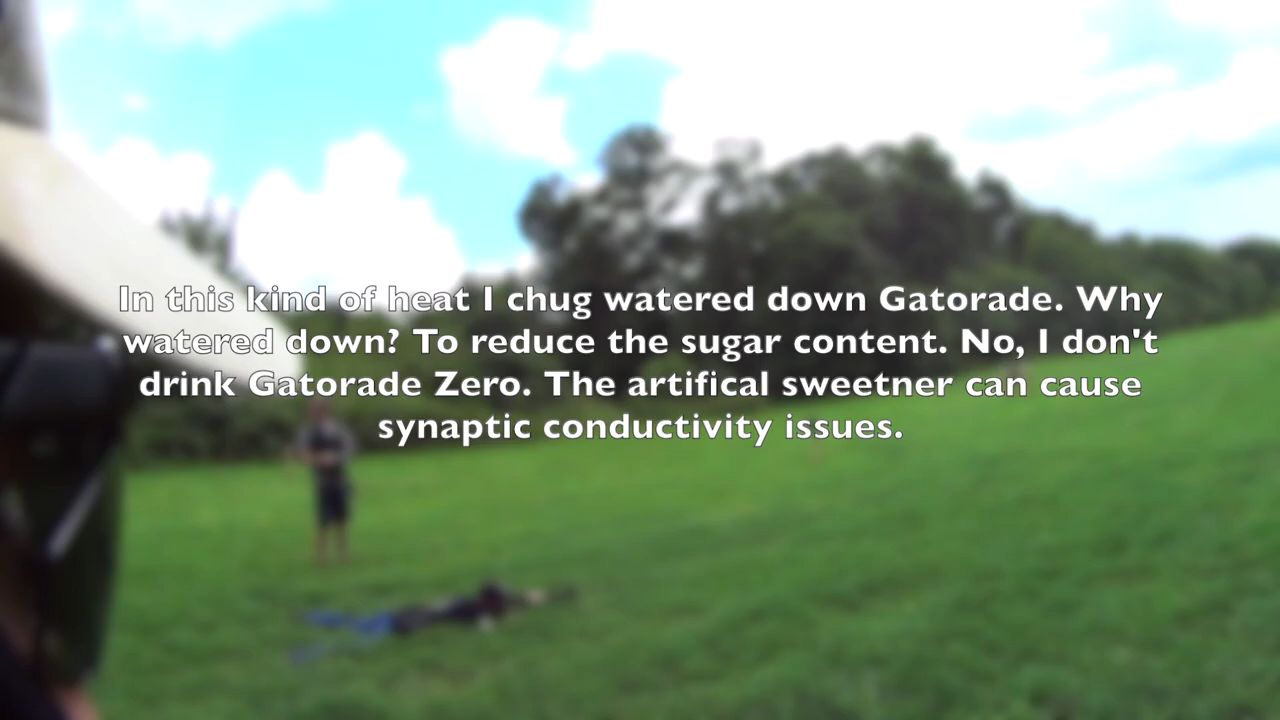 In this kind of heat I chug watered down Gatorade. Why
watered down? To reduce the sugar content. No, I don't
drink Gatorade Zero. The artifical sweetner can cause
synaptic conductivity issues.